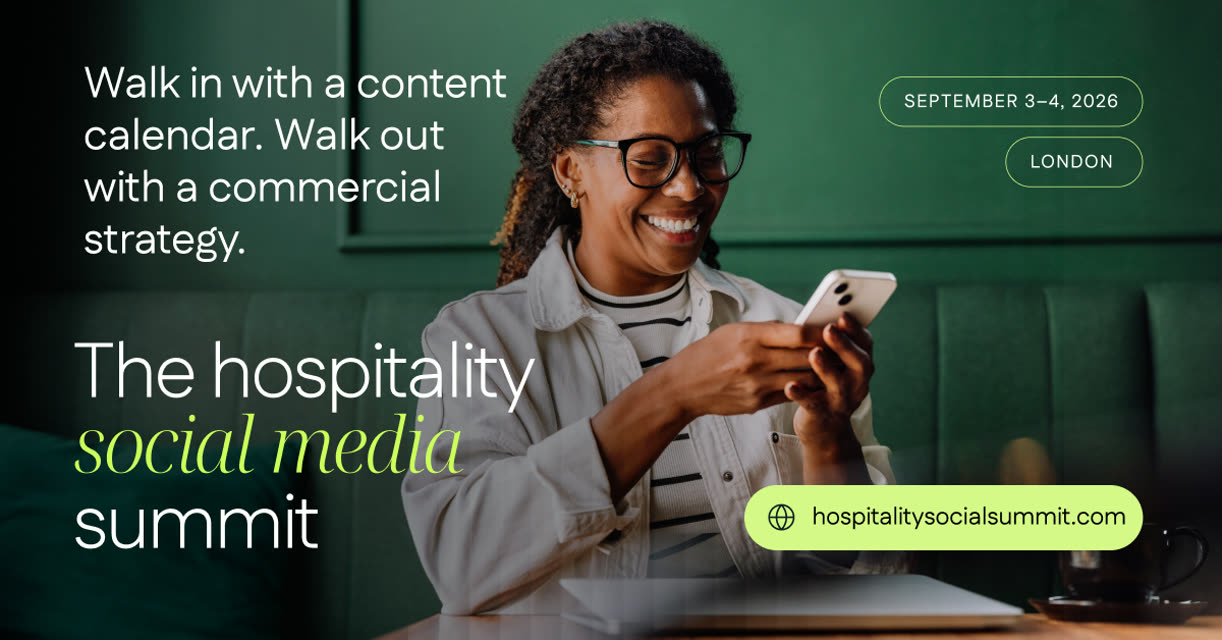 Walk in with a content
calendar. Walk out
with a commercial
strategy.
SEPTEMBER 3–4, 2026
LONDON
The hospitality
social media
summit
hospitalitysocialsummit.com